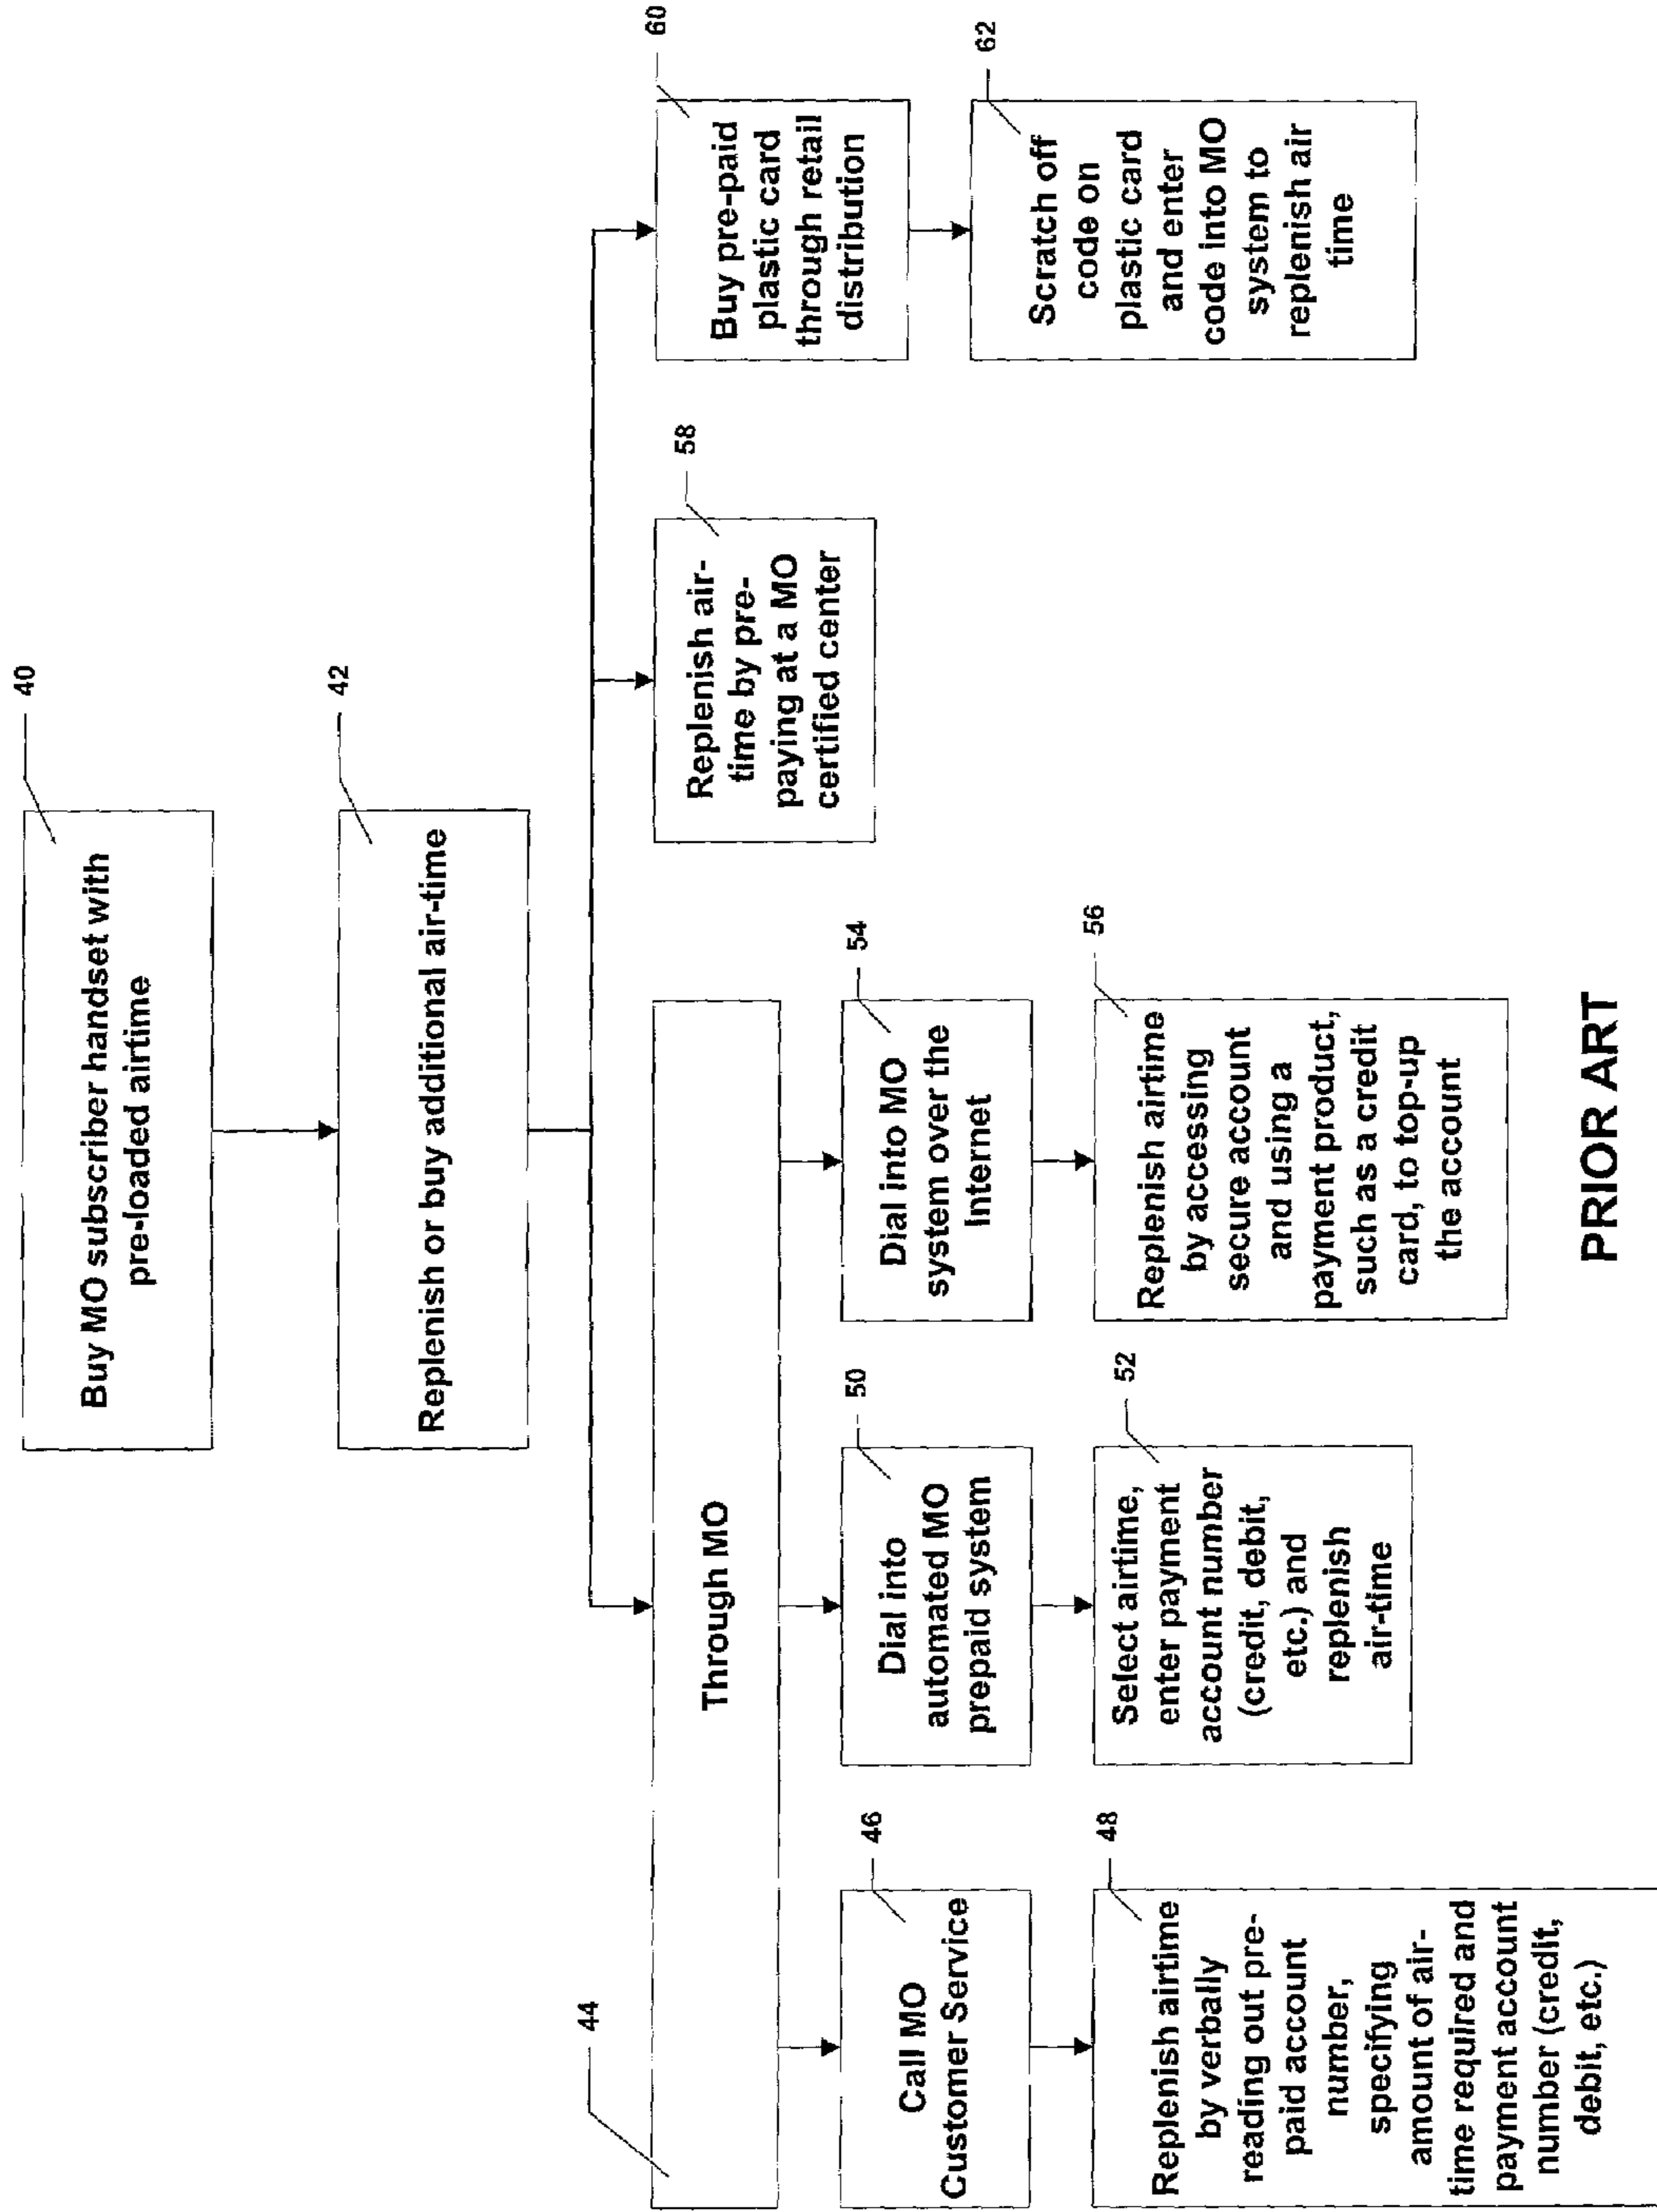 40
Buy MO subscriber handset with
pre-loaded airtime
42
Replenish or buy additional air-time
44
Through MO
46
Call MO
Customer Service
48
Replenish airtime
by verbally
reading out pre-
paid account
number,
specifying
amount of air-
time required and
payment account
number (credit,
debit, etc.)
50
Dial into
automated MO
prepaid system
52
Select airtime,
enter payment
account number
(credit, debit,
etc.) and
replenish
air-time
54
Dial into MO
system over the
Internet
56
Replenish airtime
by accessing
secure account
and using a
payment product,
such as a credit
card, to top-up
the account
58
Replenish air-
time by pre-
paying at a MO
certified center
60
Buy pre-paid
plastic card
through retail
distribution
62
Scratch off
code on
plastic card
and enter
code into MO
system to
replenish air
time
PRIOR ART